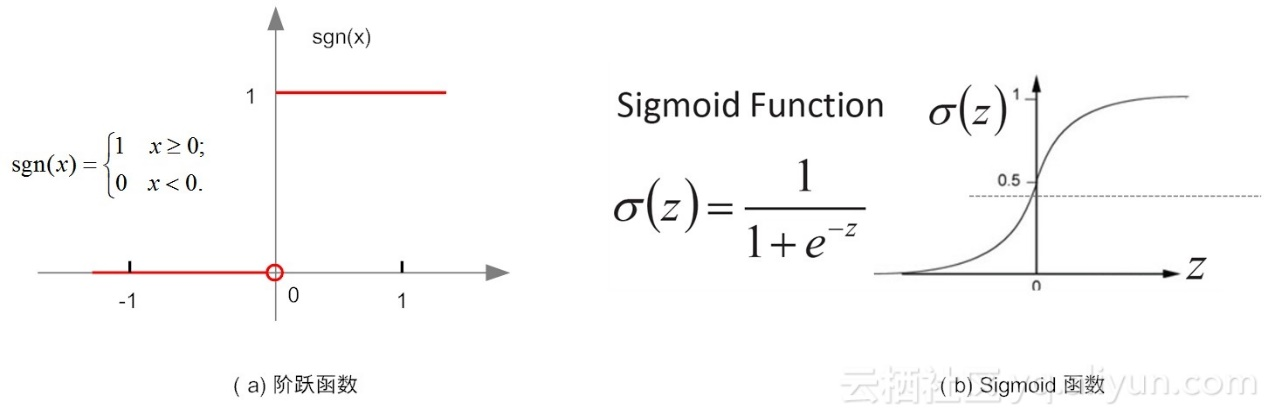 sgn(x)
1
sgn(x) = { 1 x ≥ 0;
0 x < 0.
-1
0
1
( a) 阶跃函数
Sigmoid Function
σ(z) = 1 / (1 + e^{-z})
σ(z)
1
0.5
z
0
( b) Sigmoid 函数
云栖社区 yq.aliyun.com